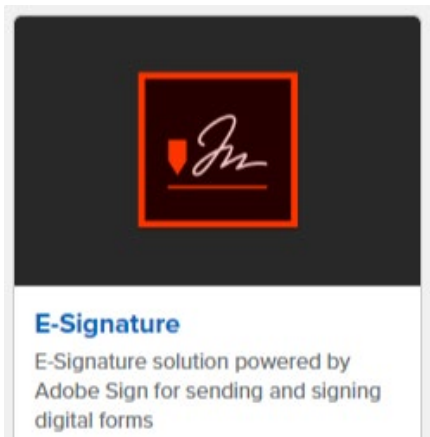 E-Signature
E-Signature solution powered by
Adobe Sign for sending and signing
digital forms